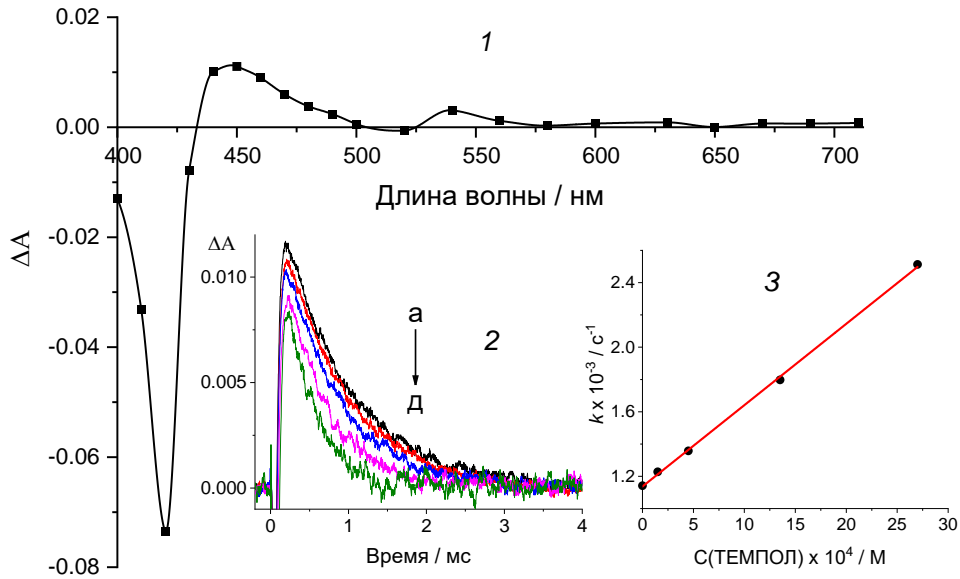 0.02
1
0.00
400 450 500 550 600 650 700
Длина волны / нм
-0.02
ΔA
-0.04
-0.06
-0.08
ΔA
0.010
0.005
0.000
а
д
2
0 1 2 3 4
Время / мс
3
2.4
2.0
1.6
1.2
k x 10⁻³ / с⁻¹
0 5 10 15 20 25 30
С(ТЕМПОЛ) x 10⁴ / М